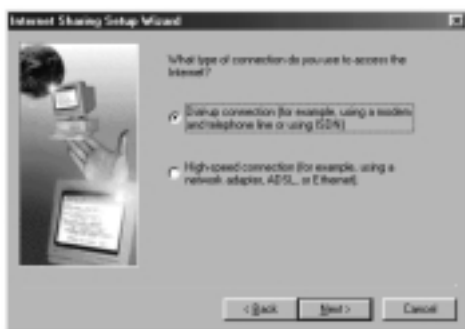 Internet Sharing Setup Wizard
What type of connection do you use to access the
Internet?
Dial-up connection (for example, using a modem
and telephone line or using ISDN)
High-speed connection (for example, using a
network adapter, ADSL, or Ethernet).
< Back
Next >
Cancel